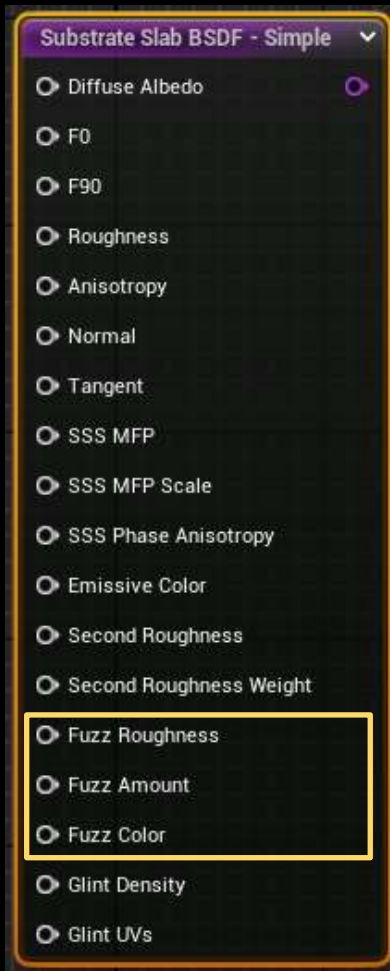 Substrate Slab BSDF - Simple
Diffuse Albedo
F0
F90
Roughness
Anisotropy
Normal
Tangent
SSS MFP
SSS MFP Scale
SSS Phase Anisotropy
Emissive Color
Second Roughness
Second Roughness Weight
Fuzz Roughness
Fuzz Amount
Fuzz Color
Glint Density
Glint UVs